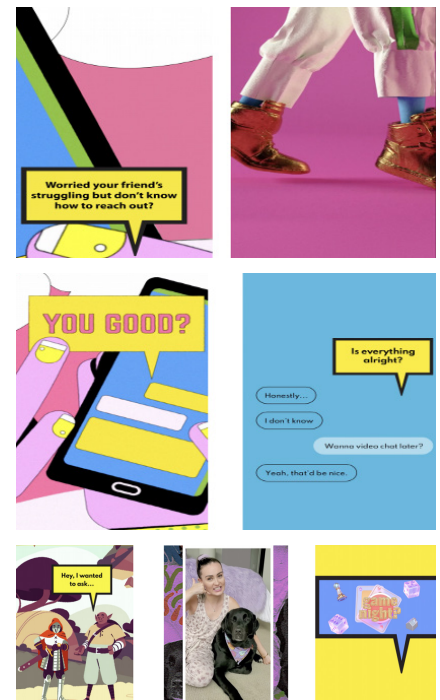 Worried your friend's
struggling but don't know
how to reach out?
YOU GOOD?
Is everything
alright?
Honestly...
I don't know
Wanna video chat later?
Yeah, that'd be nice.
Hey, I wanted
to ask...
game
night?